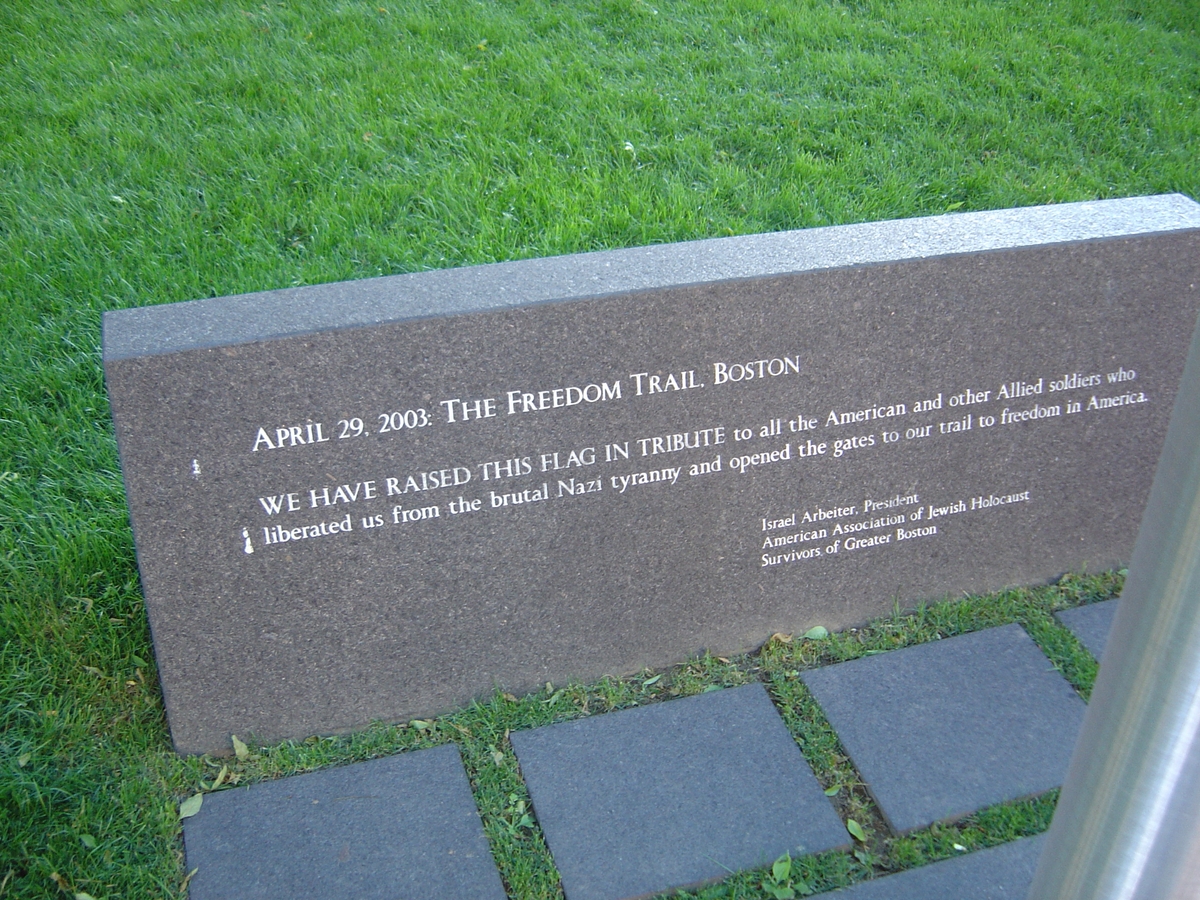 APRIL 29, 2003: THE FREEDOM TRAIL, BOSTON
WE HAVE RAISED THIS FLAG IN TRIBUTE to all the American and other Allied soldiers who
liberated us from the brutal Nazi tyranny and opened the gates to our trail to freedom in America.
Israel Arbeiter, President
American Association of Jewish Holocaust
Survivors of Greater Boston